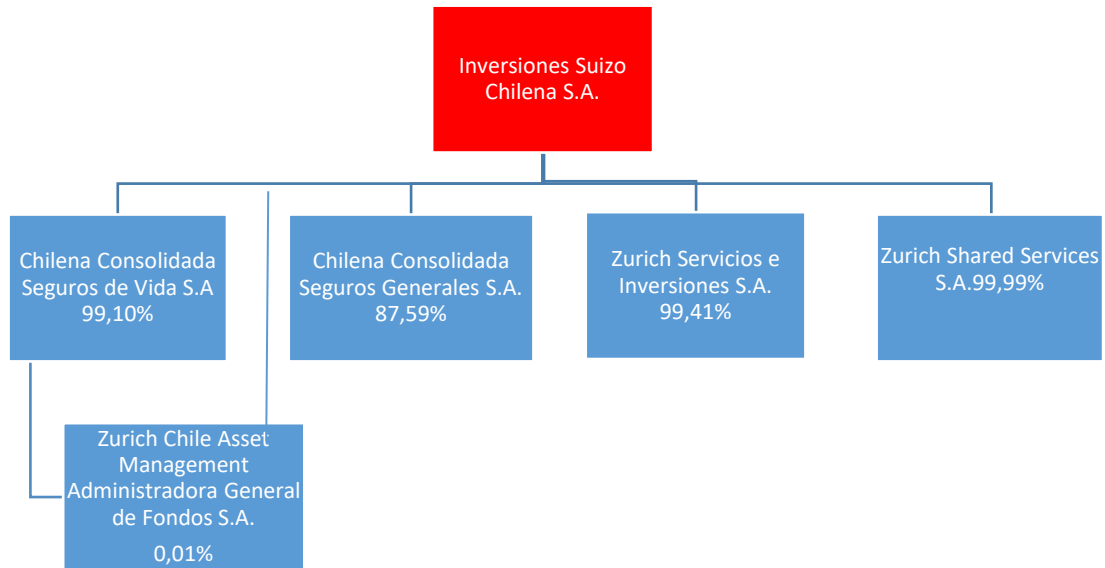 Inversiones Suizo
Chilena S.A.
Chilena Consolidada
Seguros de Vida S.A
99,10%
Chilena Consolidada
Seguros Generales S.A.
87,59%
Zurich Servicios e
Inversiones S.A.
99,41%
Zurich Shared Services
S.A.99,99%
Zurich Chile Asset
Management
Administradora General
de Fondos S.A.
0,01%